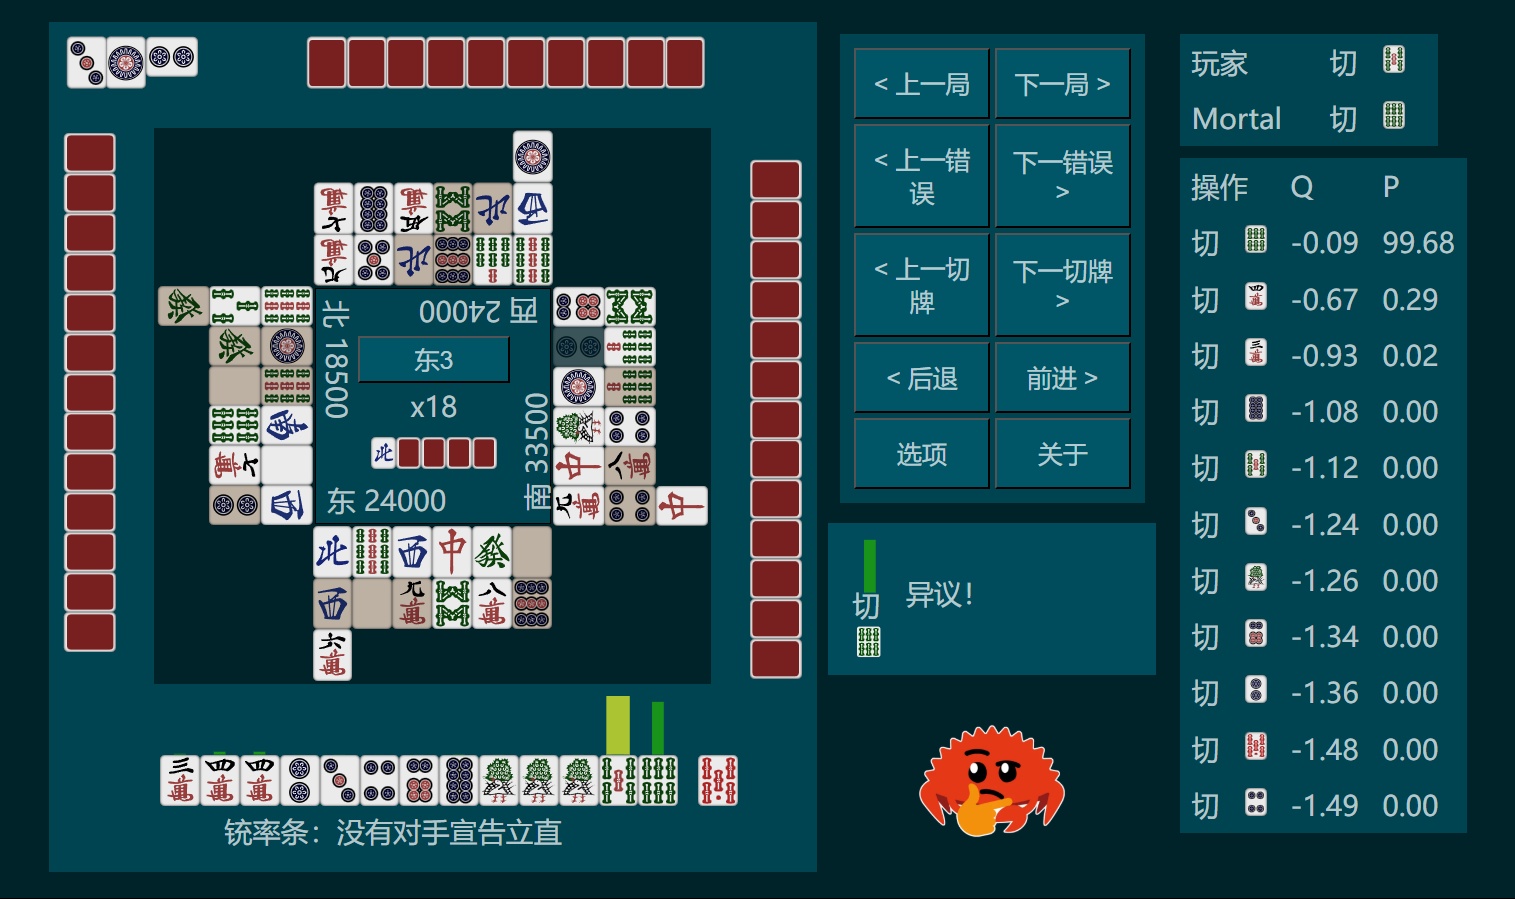 北 18500
西 24000
东3
x18
南 33500
东 24000
铳率条：没有对手宣告立直
< 上一局
下一局 >
< 上一错误
下一错误 >
< 上一切牌
下一切牌 >
< 后退
前进 >
选项
关于
切
异议！
玩家 切
Mortal 切
操作 Q P
切 -0.09 99.68
切 -0.67 0.29
切 -0.93 0.02
切 -1.08 0.00
切 -1.12 0.00
切 -1.24 0.00
切 -1.26 0.00
切 -1.34 0.00
切 -1.36 0.00
切 -1.48 0.00
切 -1.49 0.00